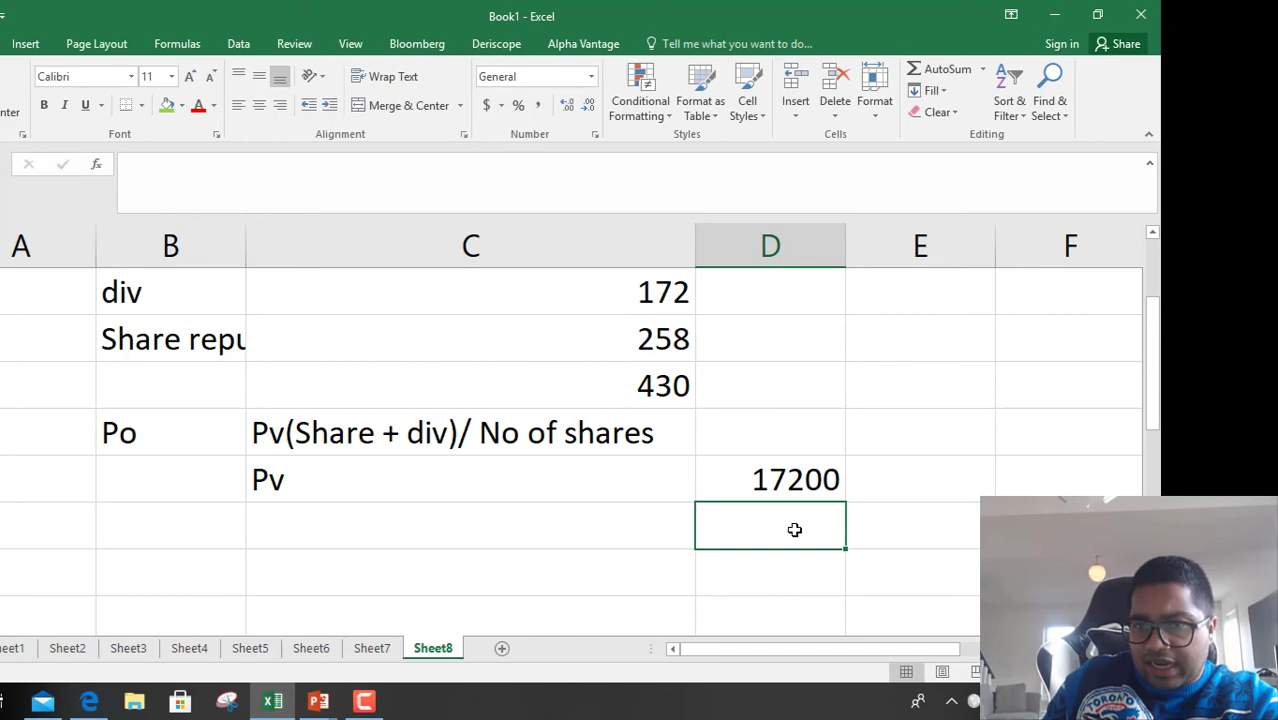 Book1 - Excel
Insert Page Layout Formulas Data Review View Bloomberg Deriscope Alpha Vantage Tell me what you want to do... Sign in Share
Calibri 11 A A Wrap Text General AutoSum
Conditional Formatting Format as Table Cell Styles Insert Delete Format Fill Sort & Filter Find & Select
B I U A Merge & Center $ % , Clear
Font Alignment Number Styles Cells Editing
fx
A B C D E F
div 172
Share repu 258
430
Po Pv(Share + div)/ No of shares
Pv 17200
Sheet2 Sheet3 Sheet4 Sheet5 Sheet6 Sheet7 Sheet8
TORONTO